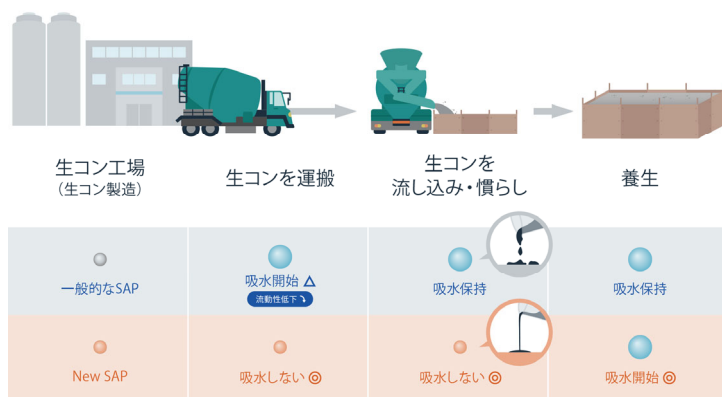 生コン工場
(生コン製造)
生コンを運搬
生コンを
流し込み・慣らし
養生
一般的なSAP
吸水開始 △
流動性低下⤵
吸水保持
吸水保持
New SAP
吸水しない ◎
吸水しない ◎
吸水開始 ◎